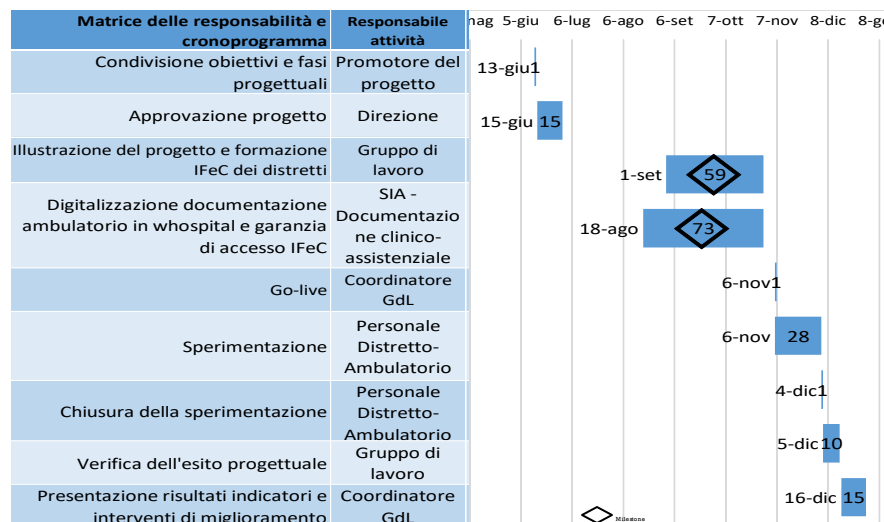 Matrice delle responsabilità e
cronoprogramma
Responsabile
attività
5-giu 6-lug 6-ago 6-set 7-ott 7-nov 8-dic
Condivisione obiettivi e fasi
progettuali
Promotore del
progetto
13-giu 1
Approvazione progetto
Direzione
15-giu 15
Illustrazione del progetto e formazione
IFeC dei distretti
Gruppo di
lavoro
1-set 59
Digitalizzazione documentazione
ambulatorio in whospital e garanzia
di accesso IFeC
SIA -
Documentazio
ne clinico-
assistenziale
18-ago 73
Go-live
Coordinatore
GdL
6-nov 1
Sperimentazione
Personale
Distretto-
Ambulatorio
6-nov 28
Chiusura della sperimentazione
Personale
Distretto-
Ambulatorio
4-dic 1
Verifica dell'esito progettuale
Gruppo di
lavoro
5-dic 10
Presentazione risultati indicatori e
interventi di miglioramento
Coordinatore
GdL
16-dic 15